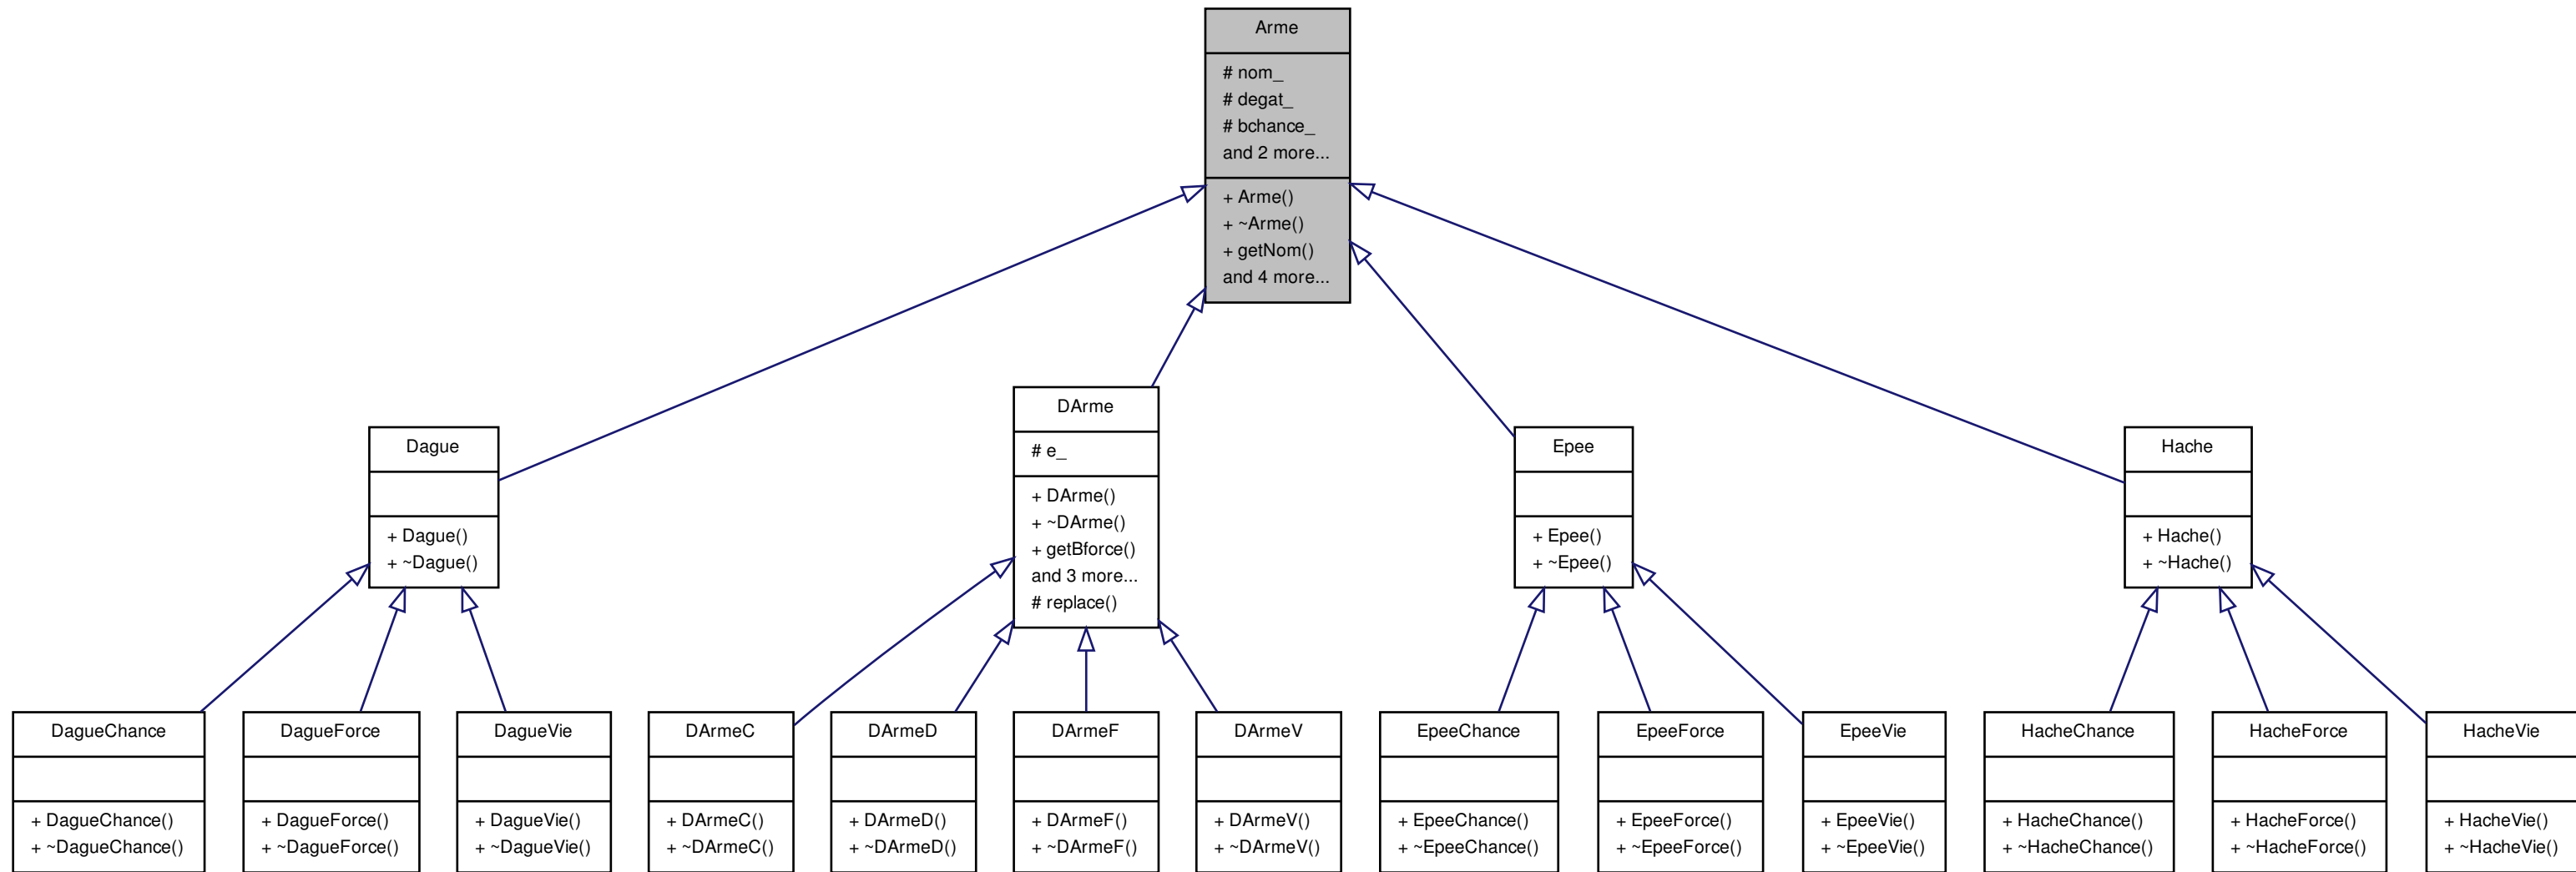 Arme
# nom_
# degat_
# bchance_
and 2 more...
+ Arme()
+ ~Arme()
+ getNom()
and 4 more...
Dague
+ Dague()
+ ~Dague()
DArme
# e_
+ DArme()
+ ~DArme()
+ getBforce()
and 3 more...
# replace()
Epee
+ Epee()
+ ~Epee()
Hache
+ Hache()
+ ~Hache()
DagueChance
+ DagueChance()
+ ~DagueChance()
DagueForce
+ DagueForce()
+ ~DagueForce()
DagueVie
+ DagueVie()
+ ~DagueVie()
DArmeC
+ DArmeC()
+ ~DArmeC()
DArmeD
+ DArmeD()
+ ~DArmeD()
DArmeF
+ DArmeF()
+ ~DArmeF()
DArmeV
+ DArmeV()
+ ~DArmeV()
EpeeChance
+ EpeeChance()
+ ~EpeeChance()
EpeeForce
+ EpeeForce()
+ ~EpeeForce()
EpeeVie
+ EpeeVie()
+ ~EpeeVie()
HacheChance
+ HacheChance()
+ ~HacheChance()
HacheForce
+ HacheForce()
+ ~HacheForce()
HacheVie
+ HacheVie()
+ ~HacheVie()